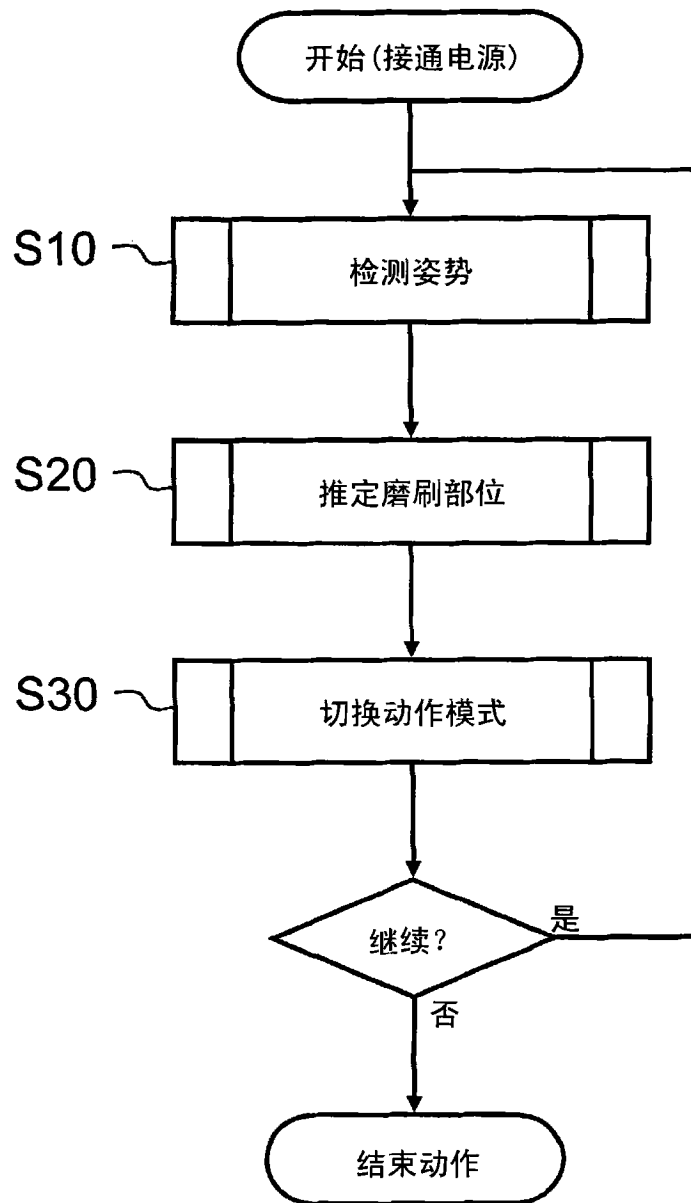 开始(接通电源)
S10
检测姿势
S20
推定磨刷部位
S30
切换动作模式
继续?
是
否
结束动作